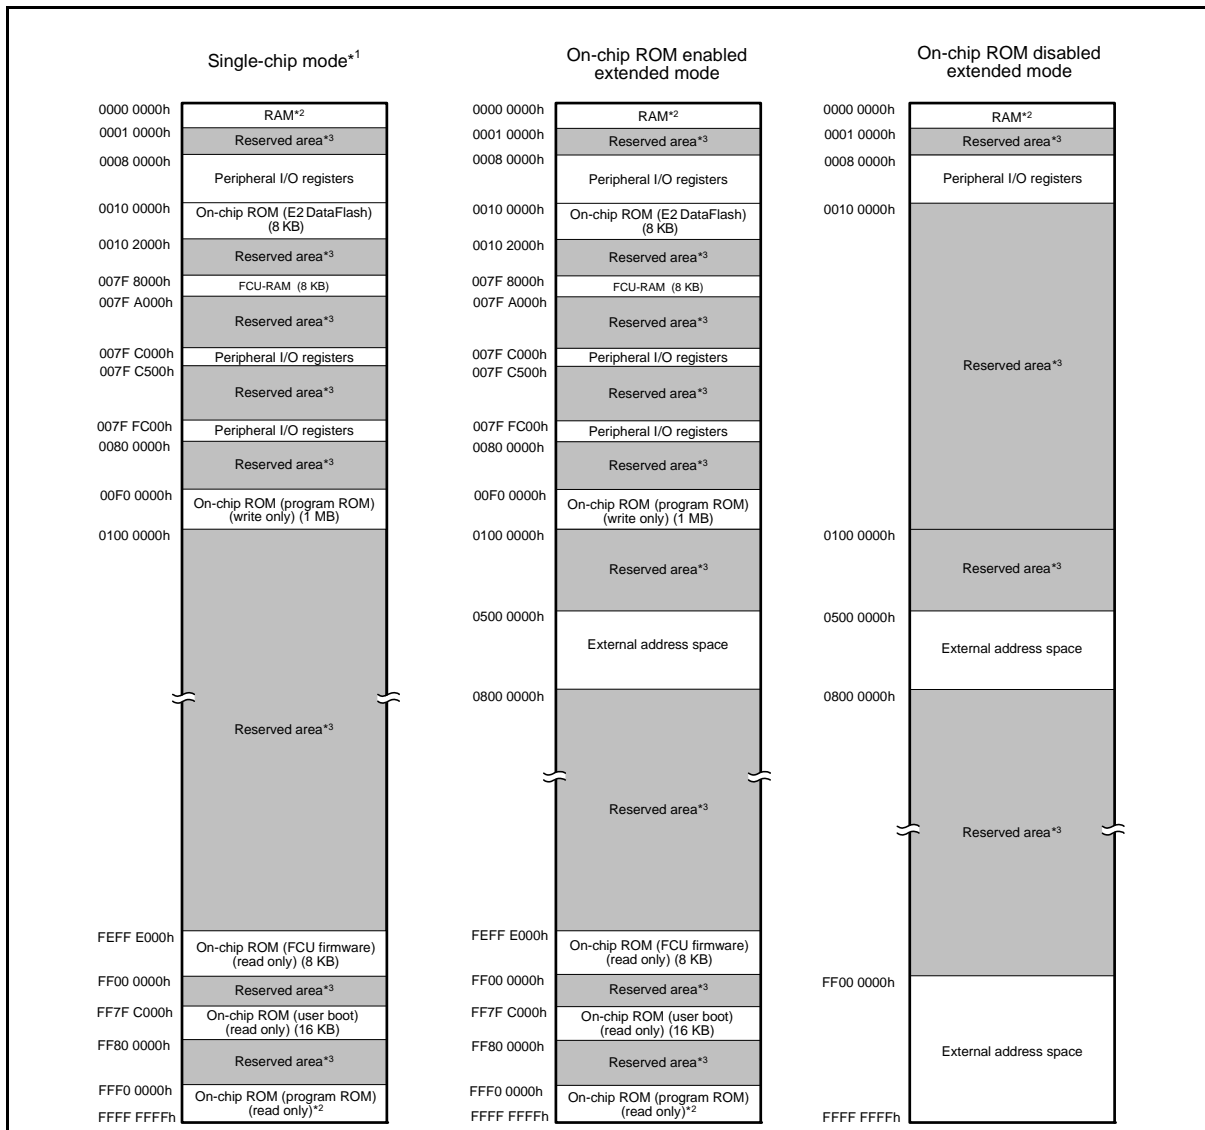 Single-chip mode*1
0000 0000h
RAM*2
0001 0000h
Reserved area*3
0008 0000h
Peripheral I/O registers
0010 0000h
On-chip ROM (E2 DataFlash)
(8 KB)
0010 2000h
Reserved area*3
007F 8000h
FCU-RAM (8 KB)
007F A000h
Reserved area*3
007F C000h
Peripheral I/O registers
007F C500h
Reserved area*3
007F FC00h
Peripheral I/O registers
0080 0000h
Reserved area*3
00F0 0000h
On-chip ROM (program ROM)
(write only) (1 MB)
0100 0000h
Reserved area*3
FEFF E000h
On-chip ROM (FCU firmware)
(read only) (8 KB)
FF00 0000h
Reserved area*3
FF7F C000h
On-chip ROM (user boot)
(read only) (16 KB)
FF80 0000h
Reserved area*3
FFF0 0000h
On-chip ROM (program ROM)
(read only)*2
FFFF FFFFh
On-chip ROM enabled
extended mode
0000 0000h
RAM*2
0001 0000h
Reserved area*3
0008 0000h
Peripheral I/O registers
0010 0000h
On-chip ROM (E2 DataFlash)
(8 KB)
0010 2000h
Reserved area*3
007F 8000h
FCU-RAM (8 KB)
007F A000h
Reserved area*3
007F C000h
Peripheral I/O registers
007F C500h
Reserved area*3
007F FC00h
Peripheral I/O registers
0080 0000h
Reserved area*3
00F0 0000h
On-chip ROM (program ROM)
(write only) (1 MB)
0100 0000h
Reserved area*3
0500 0000h
External address space
0800 0000h
Reserved area*3
FEFF E000h
On-chip ROM (FCU firmware)
(read only) (8 KB)
FF00 0000h
Reserved area*3
FF7F C000h
On-chip ROM (user boot)
(read only) (16 KB)
FF80 0000h
Reserved area*3
FFF0 0000h
On-chip ROM (program ROM)
(read only)*2
FFFF FFFFh
On-chip ROM disabled
extended mode
0000 0000h
RAM*2
0001 0000h
Reserved area*3
0008 0000h
Peripheral I/O registers
0010 0000h
Reserved area*3
0100 0000h
Reserved area*3
0500 0000h
External address space
0800 0000h
Reserved area*3
FF00 0000h
External address space
FFFF FFFFh